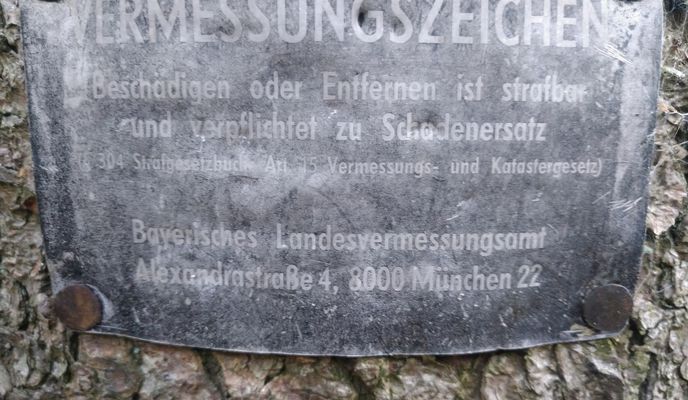 VERMESSUNGSZEICHEN
Beschädigen oder Entfernen ist strafbar
und verpflichtet zu Schadenersatz
(§ 304 Strafgesetzbuch, Art. 15 Vermessungs- und Katastergesetz)
Bayerisches Landesvermessungsamt
Alexandrastraße 4, 8000 München 22